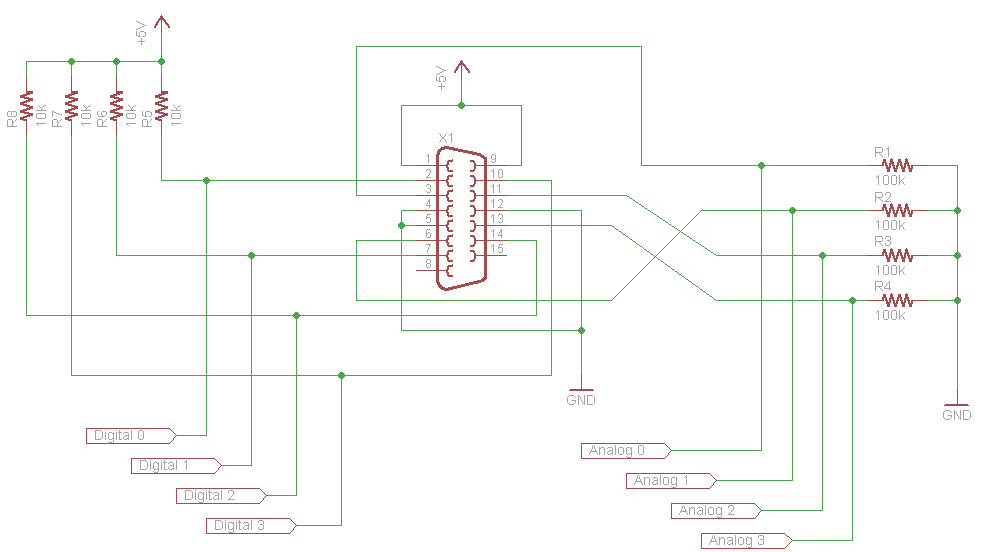 +5V
+5V
R8
10k
R7
10k
R6
10k
R5
10k
X1
1
2
3
4
5
6
7
8
9
10
11
12
13
14
15
R1
100k
R2
100k
R3
100k
R4
100k
GND
GND
Digital 0
Digital 1
Digital 2
Digital 3
Analog 0
Analog 1
Analog 2
Analog 3